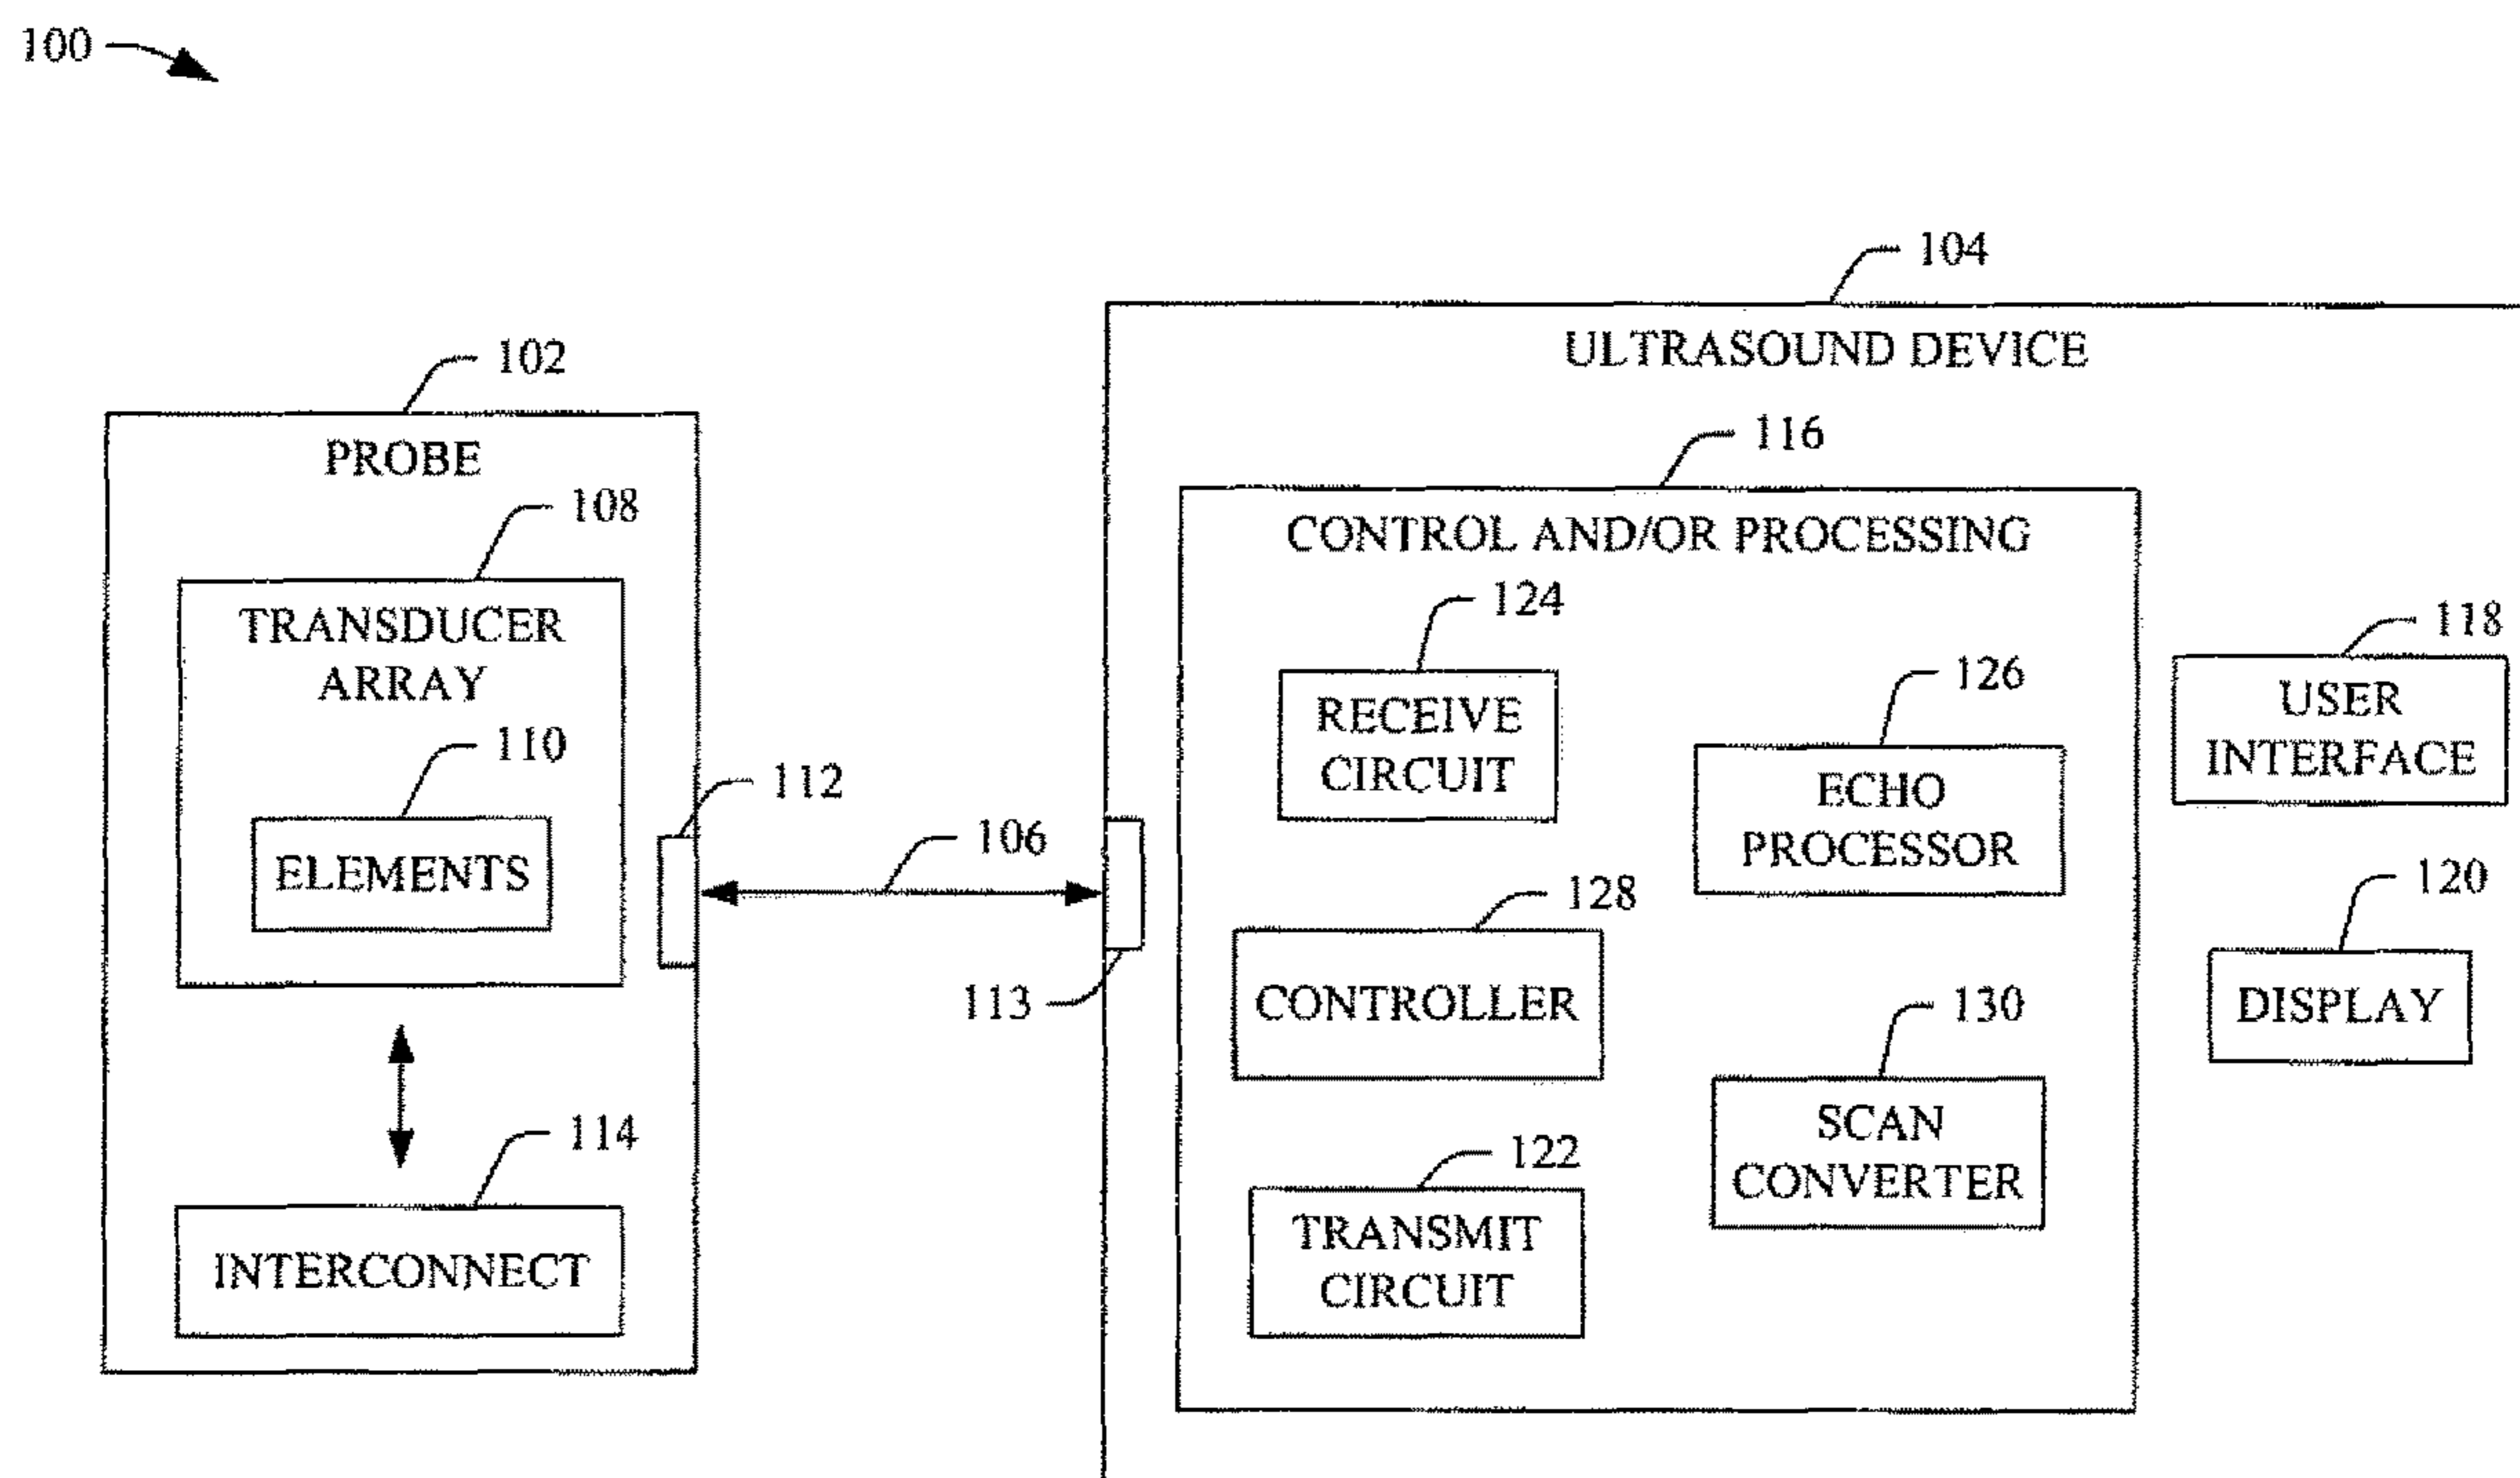 100
104
ULTRASOUND DEVICE
102
PROBE
116
CONTROL AND/OR PROCESSING
108
TRANSDUCER
ARRAY
124
RECEIVE
CIRCUIT
118
USER
INTERFACE
126
ECHO
PROCESSOR
110
ELEMENTS
112
106
113
128
CONTROLLER
120
DISPLAY
130
SCAN
CONVERTER
114
INTERCONNECT
122
TRANSMIT
CIRCUIT